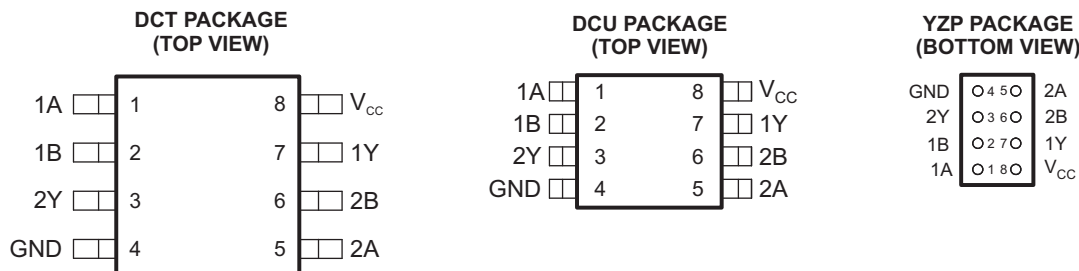 DCT PACKAGE
(TOP VIEW)
1A 1 8 VCC
1B 2 7 1Y
2Y 3 6 2B
GND 4 5 2A
DCU PACKAGE
(TOP VIEW)
1A 1 8 VCC
1B 2 7 1Y
2Y 3 6 2B
GND 4 5 2A
YZP PACKAGE
(BOTTOM VIEW)
GND 4 5 2A
2Y 3 6 2B
1B 2 7 1Y
1A 1 8 VCC